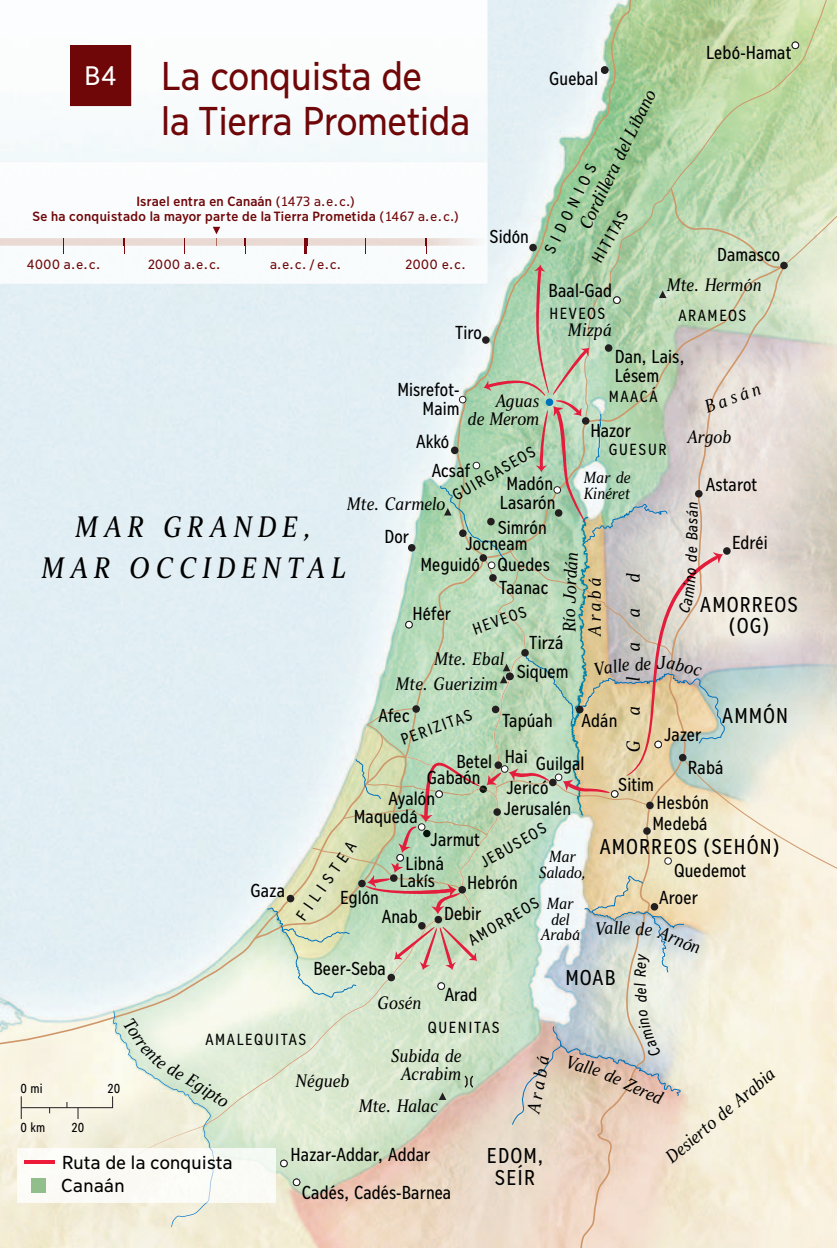 B4
La conquista de
la Tierra Prometida
Israel entra en Canaán (1473 a.e.c.)
Se ha conquistado la mayor parte de la Tierra Prometida (1467 a.e.c.)
4000 a.e.c.
2000 a.e.c.
a.e.c. / e.c.
2000 e.c.
Lebó-Hamat
Guebal
Cordillera del Líbano
SIDONIOS
HITITAS
Sidón
Damasco
Baal-Gad
Mte. Hermón
HEVEOS
ARAMEOS
Mizpá
Tiro
Dan, Lais,
Lésem
Misrefot-
Maim
Aguas
de Merom
MAACÁ
Basán
Hazor
Argob
Akkó
GUESUR
Acsaf
GUIRGASEOS
Madón
Mar de
Kinéret
Astarot
Lasarón
Mte. Carmelo
MAR GRANDE,
MAR OCCIDENTAL
Simrón
Dor
Jocneam
Edréi
Camino de Basán
Meguidó
Quedes
Taanac
Río Jordán
Arabá
Galaad
AMORREOS
(OG)
Héfer
HEVEOS
Tirzá
Mte. Ebal
Siquem
Valle de Jaboc
Mte. Guerizim
Afec
PERIZITAS
Tapúah
Adán
AMMÓN
Jazer
Betel
Hai
Guilgal
Rabá
Gabaón
Jericó
Sitim
Ayalón
Hesbón
Maquedá
Jerusalén
Medebá
Jarmut
JEBUSEOS
AMORREOS (SEHÓN)
Libná
Mar
Salado,
Mar
del
Arabá
Quedemot
FILISTEA
Lakís
Hebrón
Gaza
Eglón
Aroer
Anab
Debir
AMORREOS
Valle de Arnón
Beer-Seba
MOAB
Arad
Gosén
Camino del Rey
QUENITAS
AMALEQUITAS
Torrente de Egipto
Subida de
Acrabim
Négueb
Arabá
Valle de Zered
Mte. Halac
Desierto de Arabia
0 mi
20
0 km
20
Hazar-Addar, Addar
EDOM,
SEÍR
Cadés, Cadés-Barnea
Ruta de la conquista
Canaán